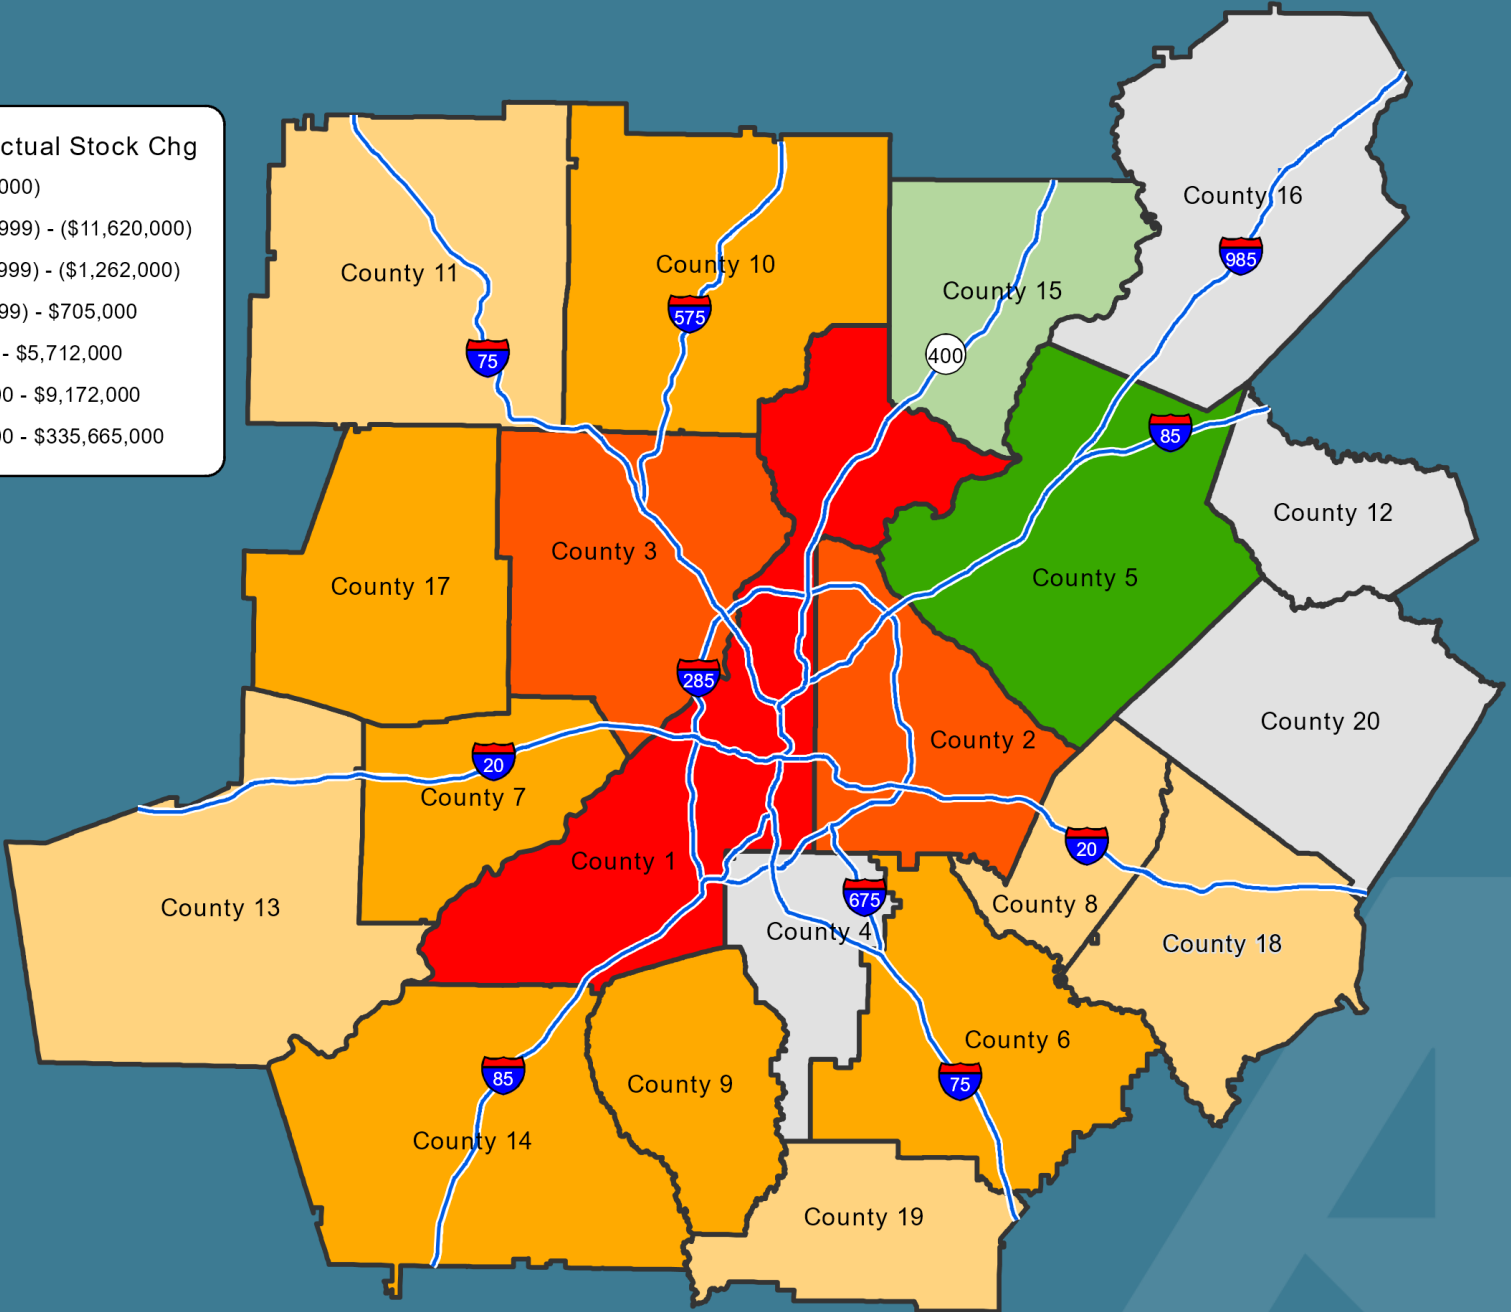 ctual Stock Chg
000)
999) - ($11,620,000)
999) - ($1,262,000)
99) - $705,000
- $5,712,000
00 - $9,172,000
00 - $335,665,000
County 16
985
County 10
County 11
County 15
575
400
75
85
County 12
County 3
County 5
County 17
285
County 20
County 2
20
County 7
20
County 1
675
County 8
County 13
County 4
County 18
County 6
85
75
County 9
County 14
County 19